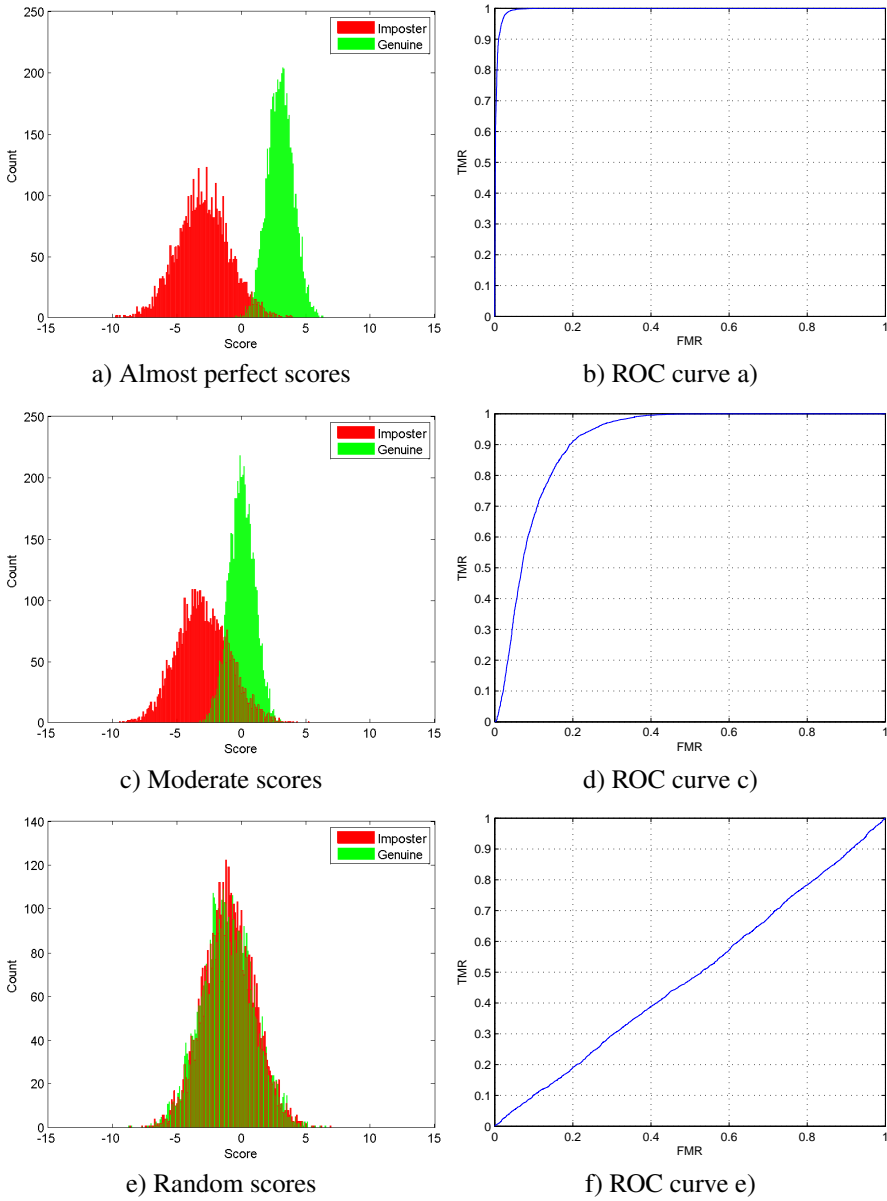 250
200
150
100
50
0
Count
-15 -10 -5 0 5 10 15
Score
Imposter
Genuine
a) Almost perfect scores
1
0.9
0.8
0.7
0.6
0.5
0.4
0.3
0.2
0.1
0
TMR
0 0.2 0.4 0.6 0.8 1
FMR
b) ROC curve a)
250
200
150
100
50
0
Count
-15 -10 -5 0 5 10 15
Score
Imposter
Genuine
c) Moderate scores
1
0.9
0.8
0.7
0.6
0.5
0.4
0.3
0.2
0.1
0
TMR
0 0.2 0.4 0.6 0.8 1
FMR
d) ROC curve c)
140
120
100
80
60
40
20
0
Count
-15 -10 -5 0 5 10 15
Score
Imposter
Genuine
e) Random scores
1
0.9
0.8
0.7
0.6
0.5
0.4
0.3
0.2
0.1
0
TMR
0 0.2 0.4 0.6 0.8 1
FMR
f) ROC curve e)